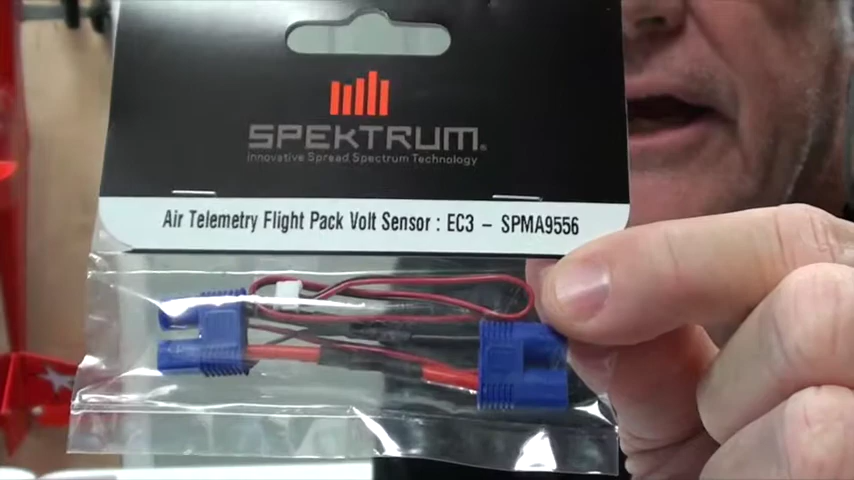 SPEKTRUM
Innovative Spread Spectrum Technology
Air Telemetry Flight Pack Volt Sensor : EC3 – SPMA9556